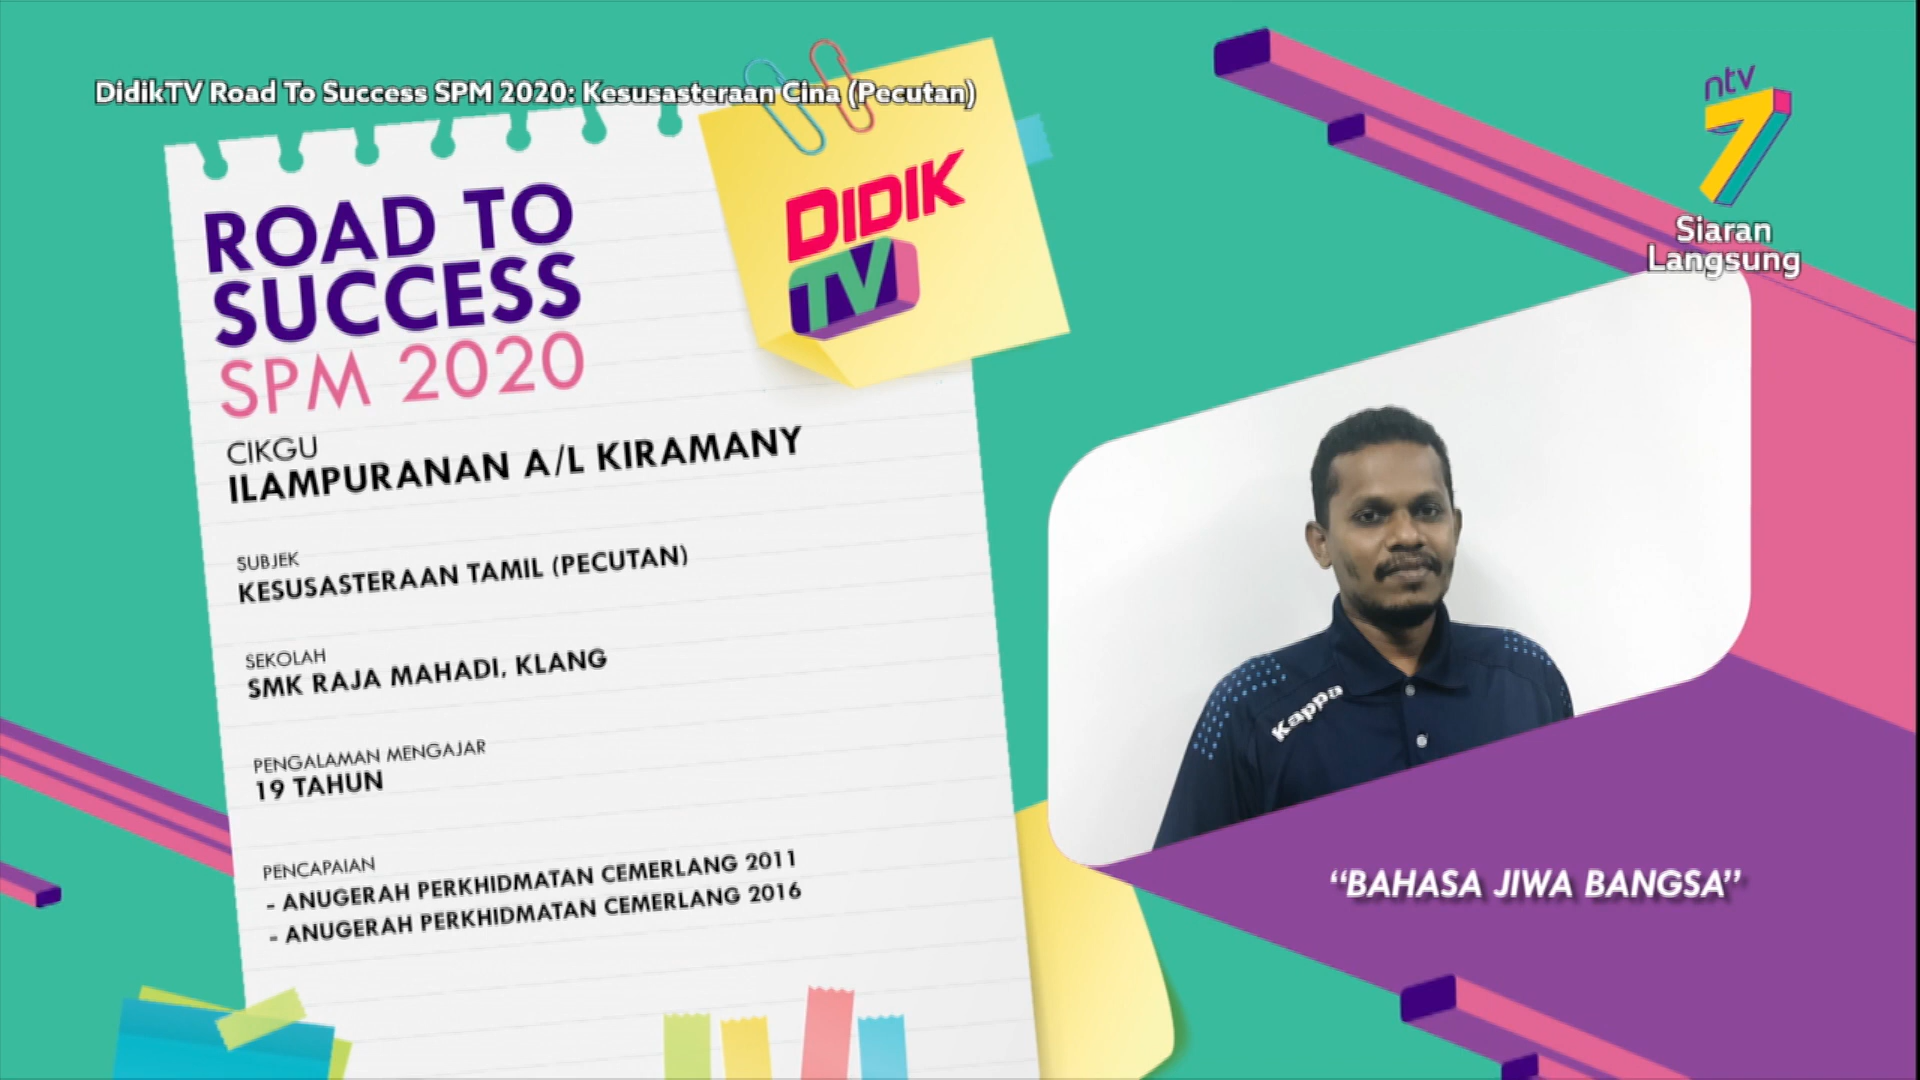 DidikTV Road To Success SPM 2020: Kesusasteraan Cina (Pecutan)
ntv
7
Siaran
Langsung
DIDIK
TV
ROAD TO
SUCCESS
SPM 2020
CIKGU
ILAMPURANAN A/L KIRAMANY
SUBJEK
KESUSASTERAAN TAMIL (PECUTAN)
SEKOLAH
SMK RAJA MAHADI, KLANG
PENGALAMAN MENGAJAR
19 TAHUN
PENCAPAIAN
- ANUGERAH PERKHIDMATAN CEMERLANG 2011
- ANUGERAH PERKHIDMATAN CEMERLANG 2016
Kappa
“BAHASA JIWA BANGSA”